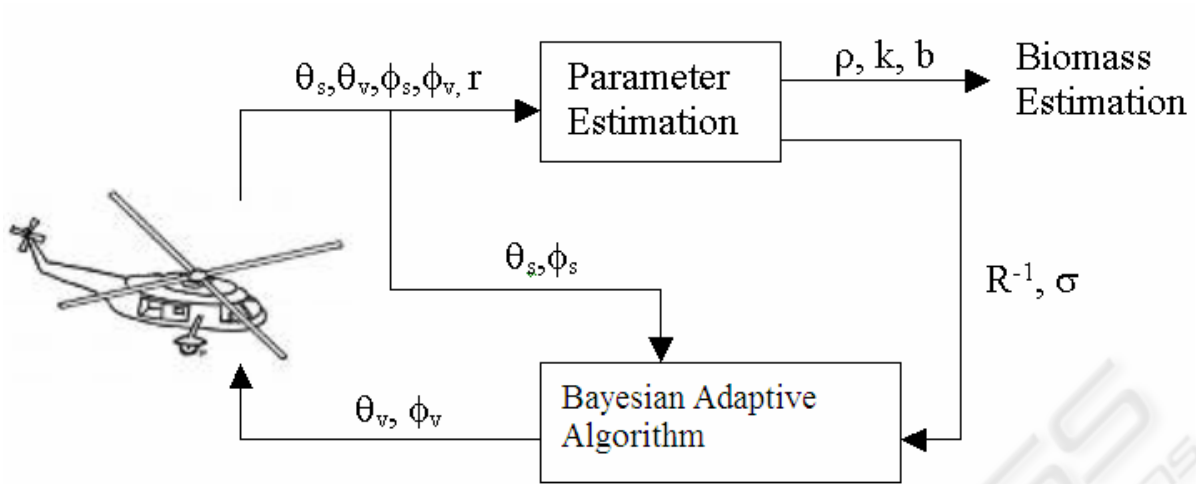 θs,θv,ϕs,ϕv, r
Parameter
Estimation
ρ, k, b
Biomass
Estimation
θs,ϕs
R-1, σ
Bayesian Adaptive
Algorithm
θv, ϕv